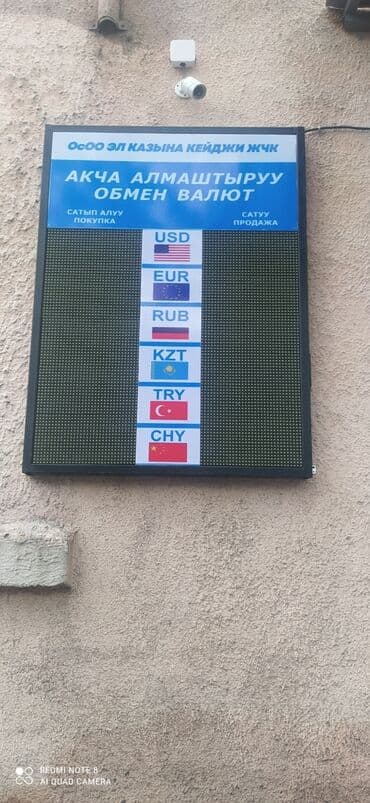 ОсОО ЭЛ КАЗЫНА КЕЙДЖИ ЖЧК
АКЧА АЛМАШТЫРУУ
ОБМЕН ВАЛЮТ
САТЫП АЛУУ
ПОКУПКА
САТУУ
ПРОДАЖА
USD
EUR
RUB
KZT
TRY
CHY
REDMI NOTE 8
AI QUAD CAMERA